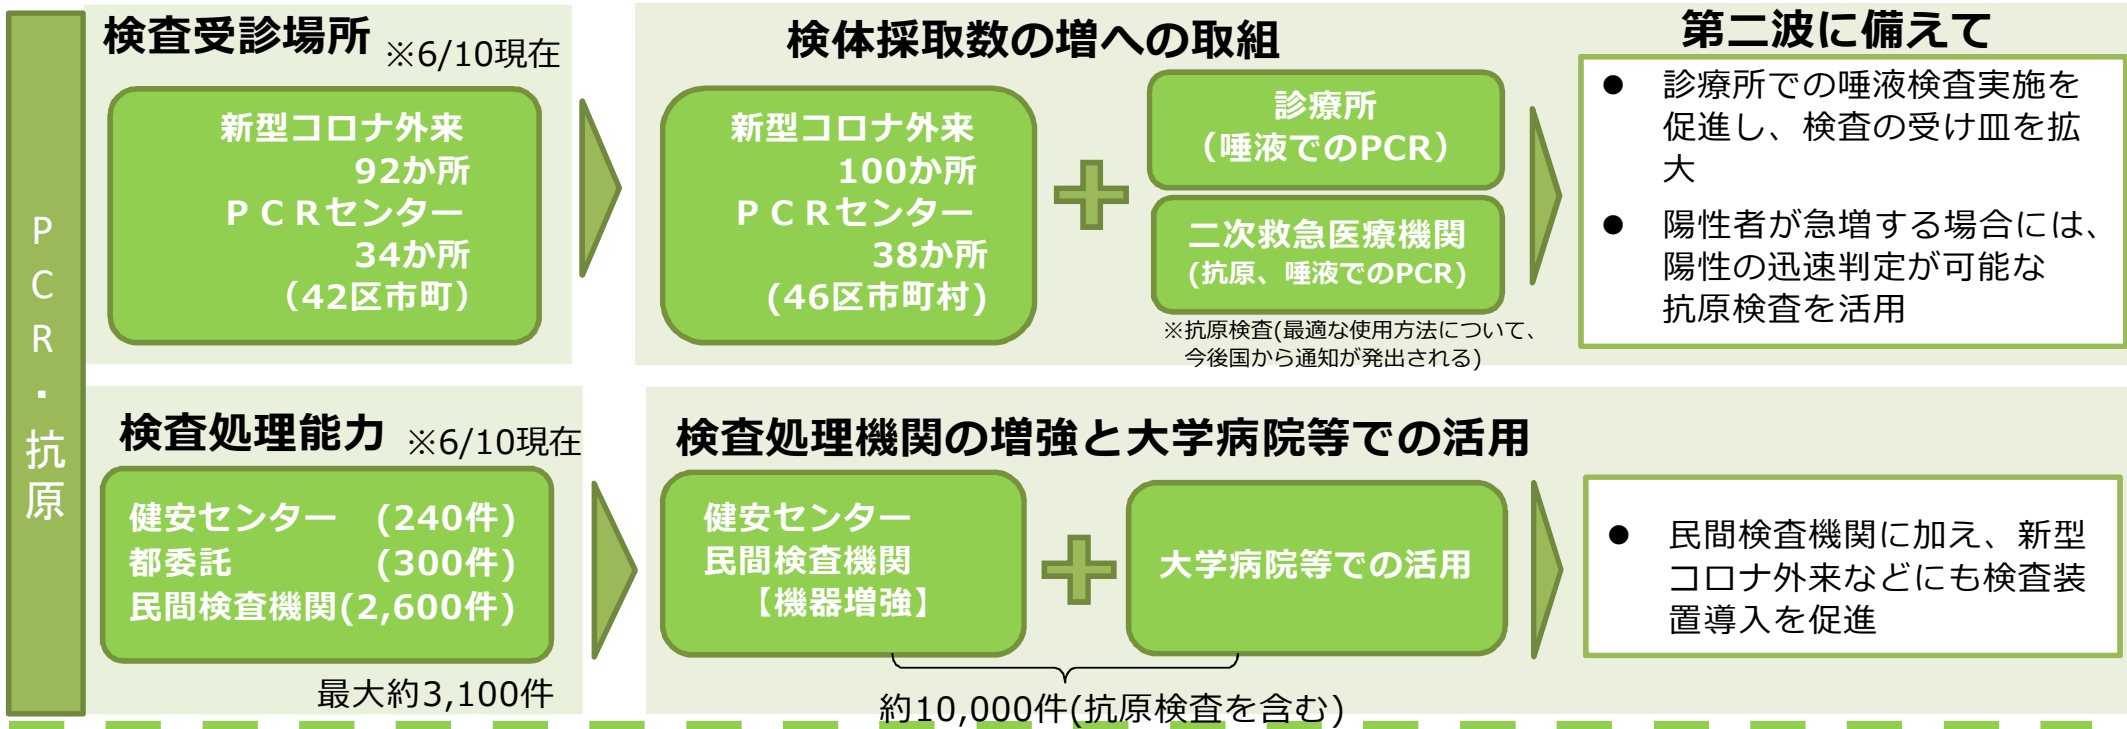 PCR・抗原
検査受診場所 ※6/10現在
新型コロナ外来
92か所
ＰＣＲセンター
34か所
（42区市町）
検体採取数の増への取組
新型コロナ外来
100か所
ＰＣＲセンター
38か所
(46区市町村)
診療所
（唾液でのPCR）
二次救急医療機関
(抗原、唾液でのPCR)
※抗原検査(最適な使用方法について、
今後国から通知が発出される)
第二波に備えて
● 診療所での唾液検査実施を
促進し、検査の受け皿を拡
大
● 陽性者が急増する場合には、
陽性の迅速判定が可能な
抗原検査を活用
検査処理能力 ※6/10現在
健安センター (240件)
都委託 (300件)
民間検査機関(2,600件)
最大約3,100件
検査処理機関の増強と大学病院等での活用
健安センター
民間検査機関
【機器増強】
大学病院等での活用
約10,000件(抗原検査を含む)
● 民間検査機関に加え、新型
コロナ外来などにも検査装
置導入を促進